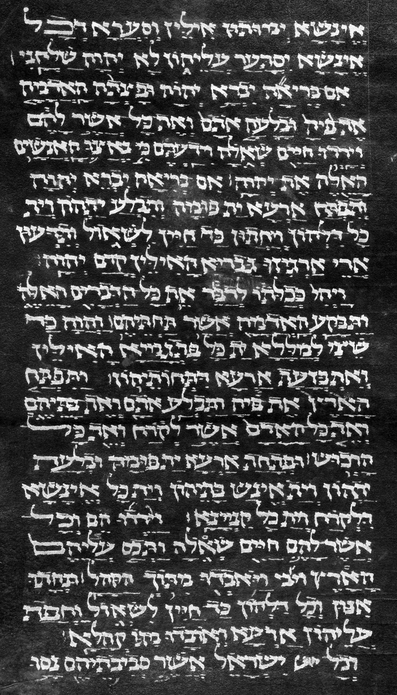 אינשא ימותון אילין וסערא דכל
אינשא יסתער עליהון לא יהוה שלחני
אם בריאה יברא יהוה ופצתה האדמה
את פיה ובלעה אתם ואת כל אשר להם
וירדו חיים שאלה וידעתם כי נאצו האנשים
האלה את יהוה אם בריאה יברא יהוה
ותפתח ארעא ית פומה ותבלע יתהון וית
כל דלהון ויחתון כד חיין לשאול ותדעון
ארי ארגיזו גבריא האילין קדם יהוה
ויהי ככלתו לדבר את כל הדברים האלה
ותבקע האדמה אשר תחתיהם והוה כד
שיצי למללא ית כל פתגמיא האילין
ואתבזעת ארעא דתחותיהון ותפתח
הארץ את פיה ותבלע אתם ואת בתיהם
ואת כל האדם אשר לקרח ואת כל
הרכוש ופתחת ארעא ית פומה ובלעת
יתהון וית אינש בתיהון וית כל אינשא
דלקרח וית כל קנינא וירדו הם וכל
אשר להם חיים שאלה ותכס עליהם
הארץ ויאבדו מתוך הקהל ונחתו
אנון וכל דלהון כד חיין לשאול וחפת
עליהון ארעא ואבדו מגו קהלא
וכל ישראל אשר סביבתיהם נסו